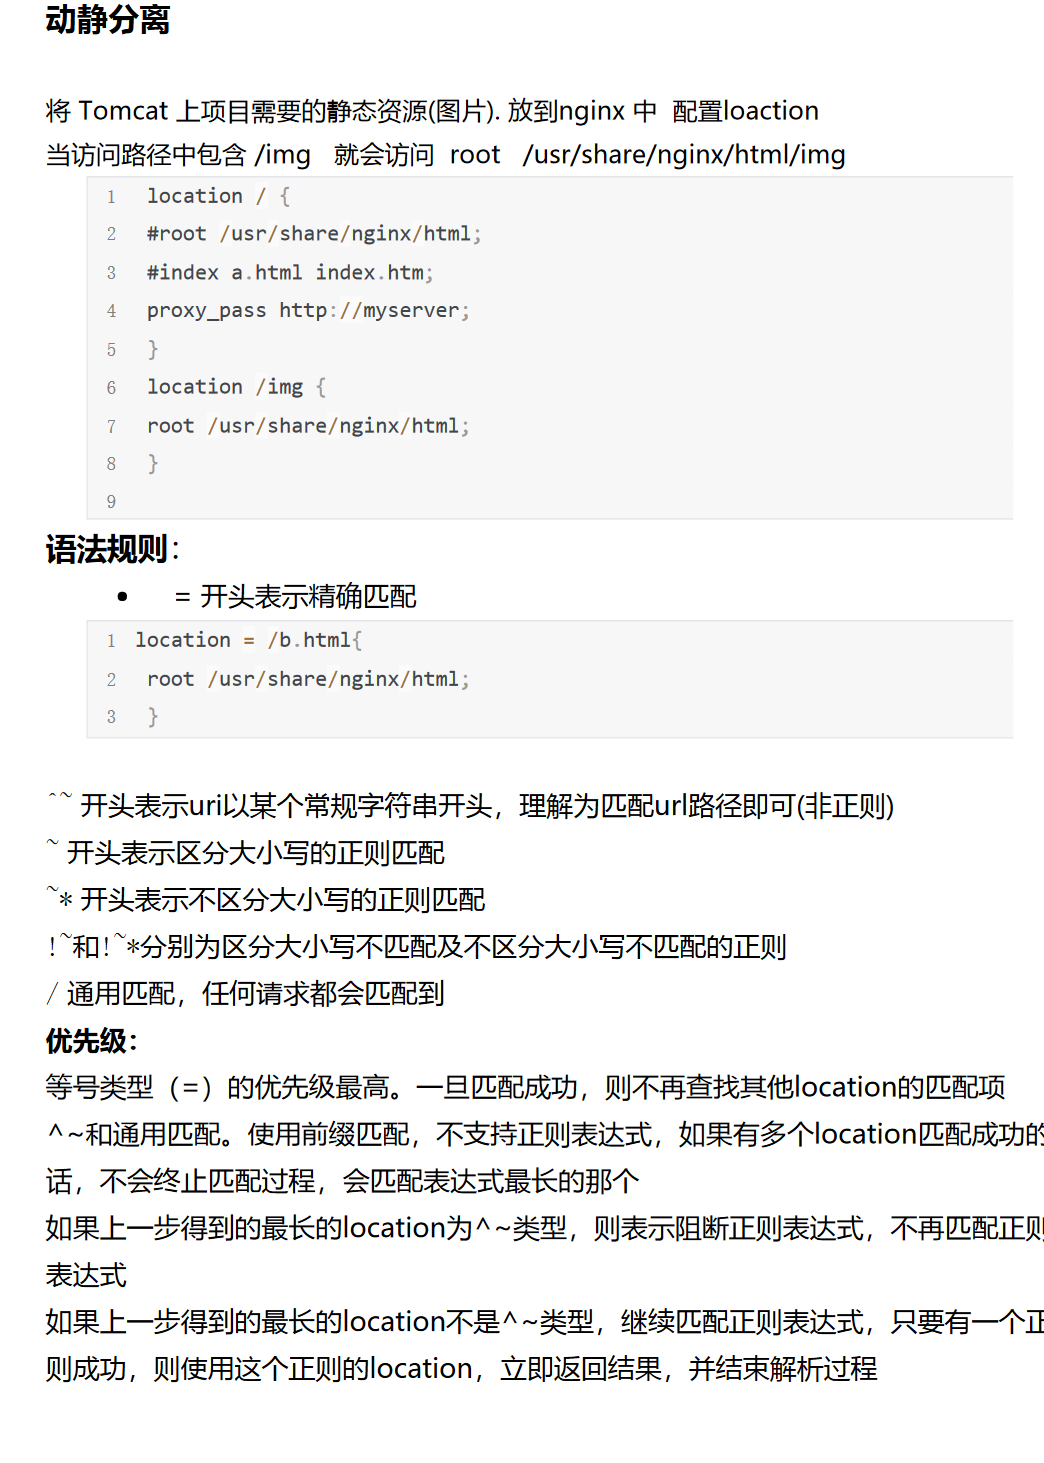 动静分离
将 Tomcat 上项目需要的静态资源(图片). 放到nginx 中  配置loaction
当访问路径中包含 /img   就会访问  root   /usr/share/nginx/html/img
1 location / {
2 #root /usr/share/nginx/html;
3 #index a.html index.htm;
4 proxy_pass http://myserver;
5 }
6 location /img {
7 root /usr/share/nginx/html;
8 }
9
语法规则：
• = 开头表示精确匹配
1 location = /b.html{
2 root /usr/share/nginx/html;
3 }
^~ 开头表示uri以某个常规字符串开头，理解为匹配url路径即可(非正则)
~ 开头表示区分大小写的正则匹配
~* 开头表示不区分大小写的正则匹配
!~和!~*分别为区分大小写不匹配及不区分大小写不匹配的正则
/ 通用匹配，任何请求都会匹配到
优先级：
等号类型（=）的优先级最高。一旦匹配成功，则不再查找其他location的匹配项
^~和通用匹配。使用前缀匹配，不支持正则表达式，如果有多个location匹配成功的
话，不会终止匹配过程，会匹配表达式最长的那个
如果上一步得到的最长的location为^~类型，则表示阻断正则表达式，不再匹配正则
表达式
如果上一步得到的最长的location不是^~类型，继续匹配正则表达式，只要有一个正
则成功，则使用这个正则的location，立即返回结果，并结束解析过程